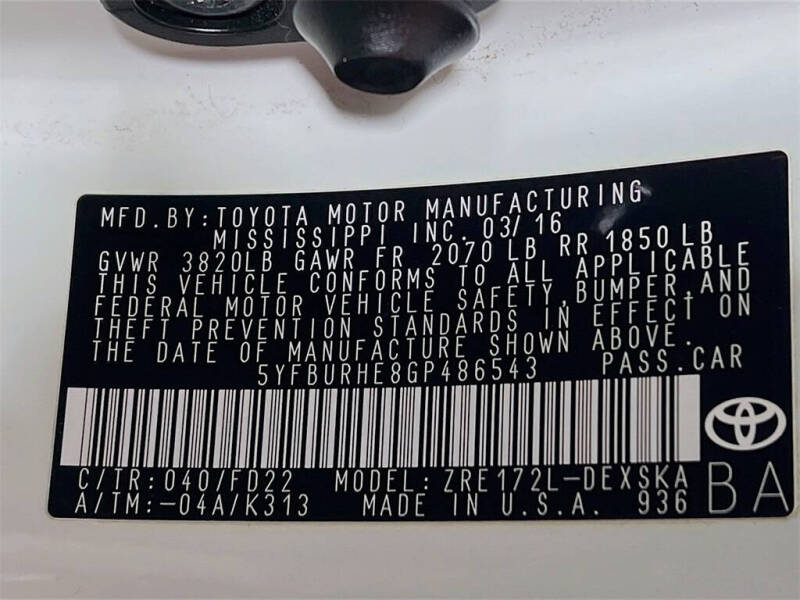 MFD. BY: TOYOTA MOTOR MANUFACTURING
MISSISSIPPI INC. 03/16
GVWR 3820LB GAWR FR 2070 LB RR 1850 LB
THIS VEHICLE CONFORMS TO ALL APPLICABLE
FEDERAL MOTOR VEHICLE SAFETY, BUMPER, AND
THEFT PREVENTION STANDARDS IN EFFECT ON
THE DATE OF MANUFACTURE SHOWN ABOVE.
5YFBURHE8GP486543 PASS. CAR
C/TR: 040/FD22 MODEL: ZRE172L-DEXSKA
A/TM: -04A/K313 MADE IN U.S.A. 936 BA